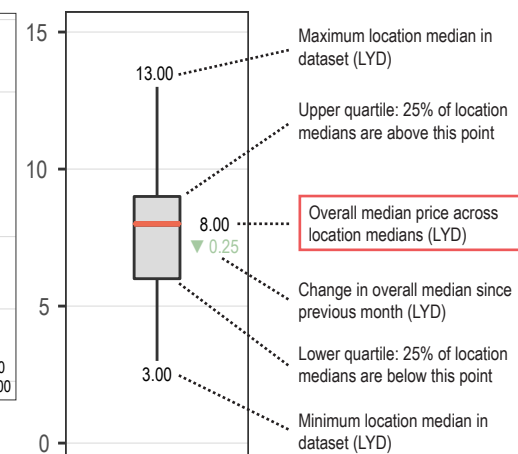 15
10
5
0
0
00
13.00
8.00
▼ 0.25
3.00
Maximum location median in
dataset (LYD)
Upper quartile: 25% of location
medians are above this point
Overall median price across
location medians (LYD)
Change in overall median since
previous month (LYD)
Lower quartile: 25% of location
medians are below this point
Minimum location median in
dataset (LYD)